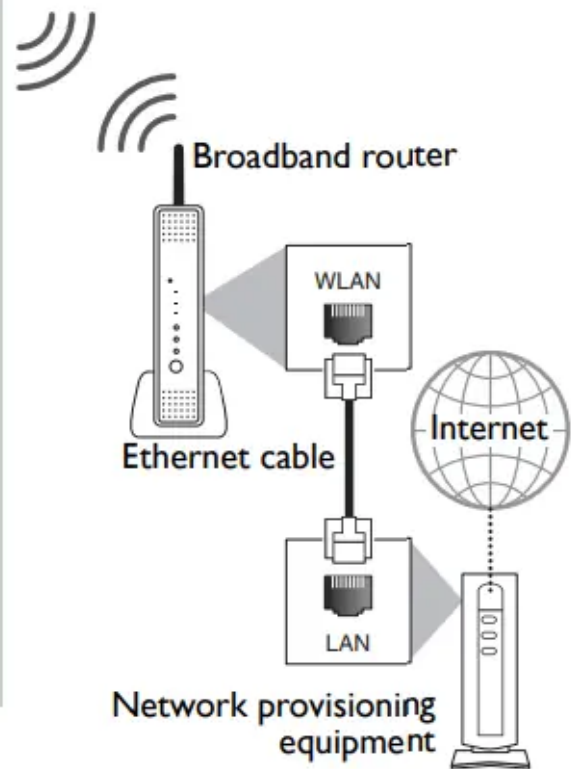 Broadband router
WLAN
Internet
Ethernet cable
LAN
Network provisioning
equipment